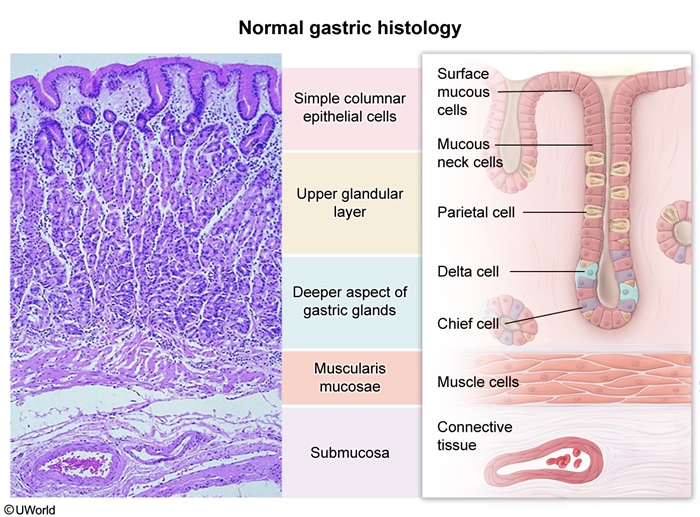 Normal gastric histology
Simple columnar
epithelial cells
Upper glandular
layer
Deeper aspect of
gastric glands
Muscularis
mucosae
Submucosa
Surface
mucous
cells
Mucous
neck cells
Parietal cell
Delta cell
Chief cell
Muscle cells
Connective
tissue
©UWorld